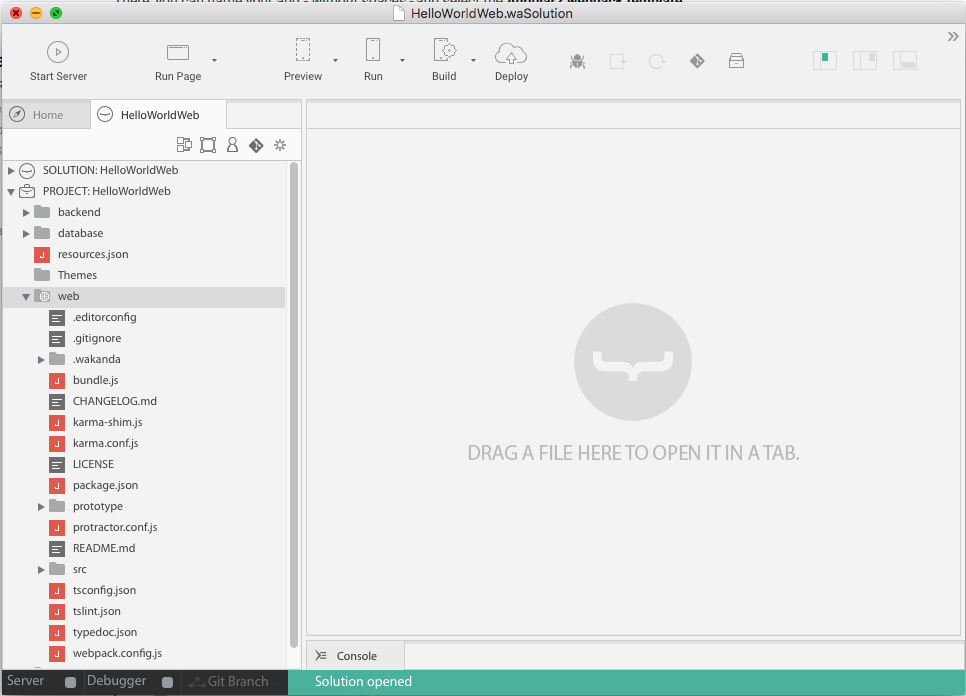 HelloWorldWeb.waSolution
Start Server
Run Page
Preview
Run
Build
Deploy
Home
HelloWorldWeb
SOLUTION: HelloWorldWeb
PROJECT: HelloWorldWeb
backend
database
resources.json
Themes
web
.editorconfig
.gitignore
.wakanda
bundle.js
CHANGELOG.md
karma-shim.js
karma.conf.js
LICENSE
package.json
prototype
protractor.conf.js
README.md
src
tsconfig.json
tslint.json
typedoc.json
webpack.config.js
DRAG A FILE HERE TO OPEN IT IN A TAB.
Console
Server
Debugger
Git Branch
Solution opened